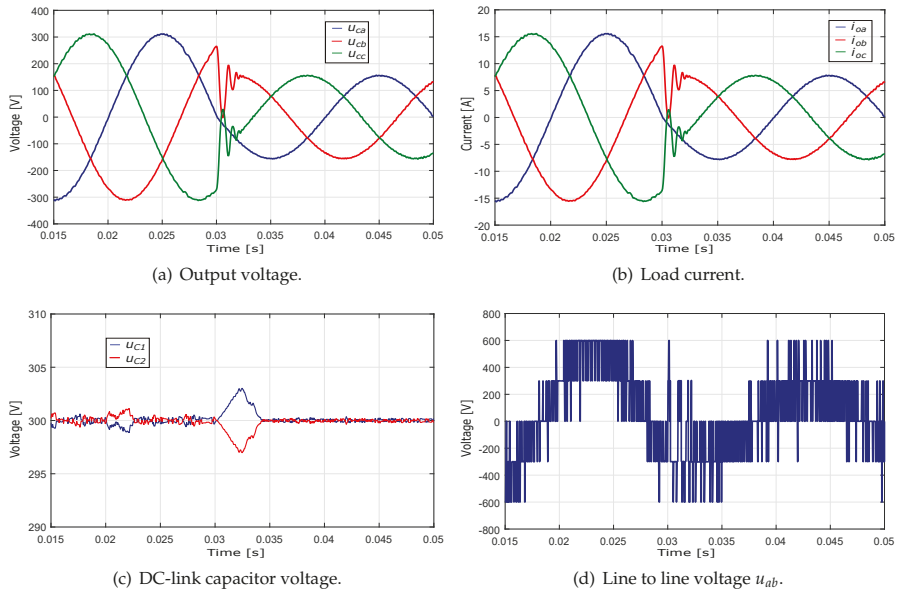 400
300
200
100
0
-100
-200
-300
-400
Voltage [V]
u_ca
u_cb
u_cc
0.015 0.02 0.025 0.03 0.035 0.04 0.045 0.05
Time [s]
(a) Output voltage.
20
15
10
5
0
-5
-10
-15
-20
Current [A]
i_oa
i_ob
i_oc
0.015 0.02 0.025 0.03 0.035 0.04 0.045 0.05
Time [s]
(b) Load current.
310
305
300
295
290
Voltage [V]
u_C1
u_C2
0.015 0.02 0.025 0.03 0.035 0.04 0.045 0.05
Time [s]
(c) DC-link capacitor voltage.
800
600
400
200
0
-200
-400
-600
-800
Voltage [V]
0.015 0.02 0.025 0.03 0.035 0.04 0.045 0.05
Time [s]
(d) Line to line voltage u_ab.